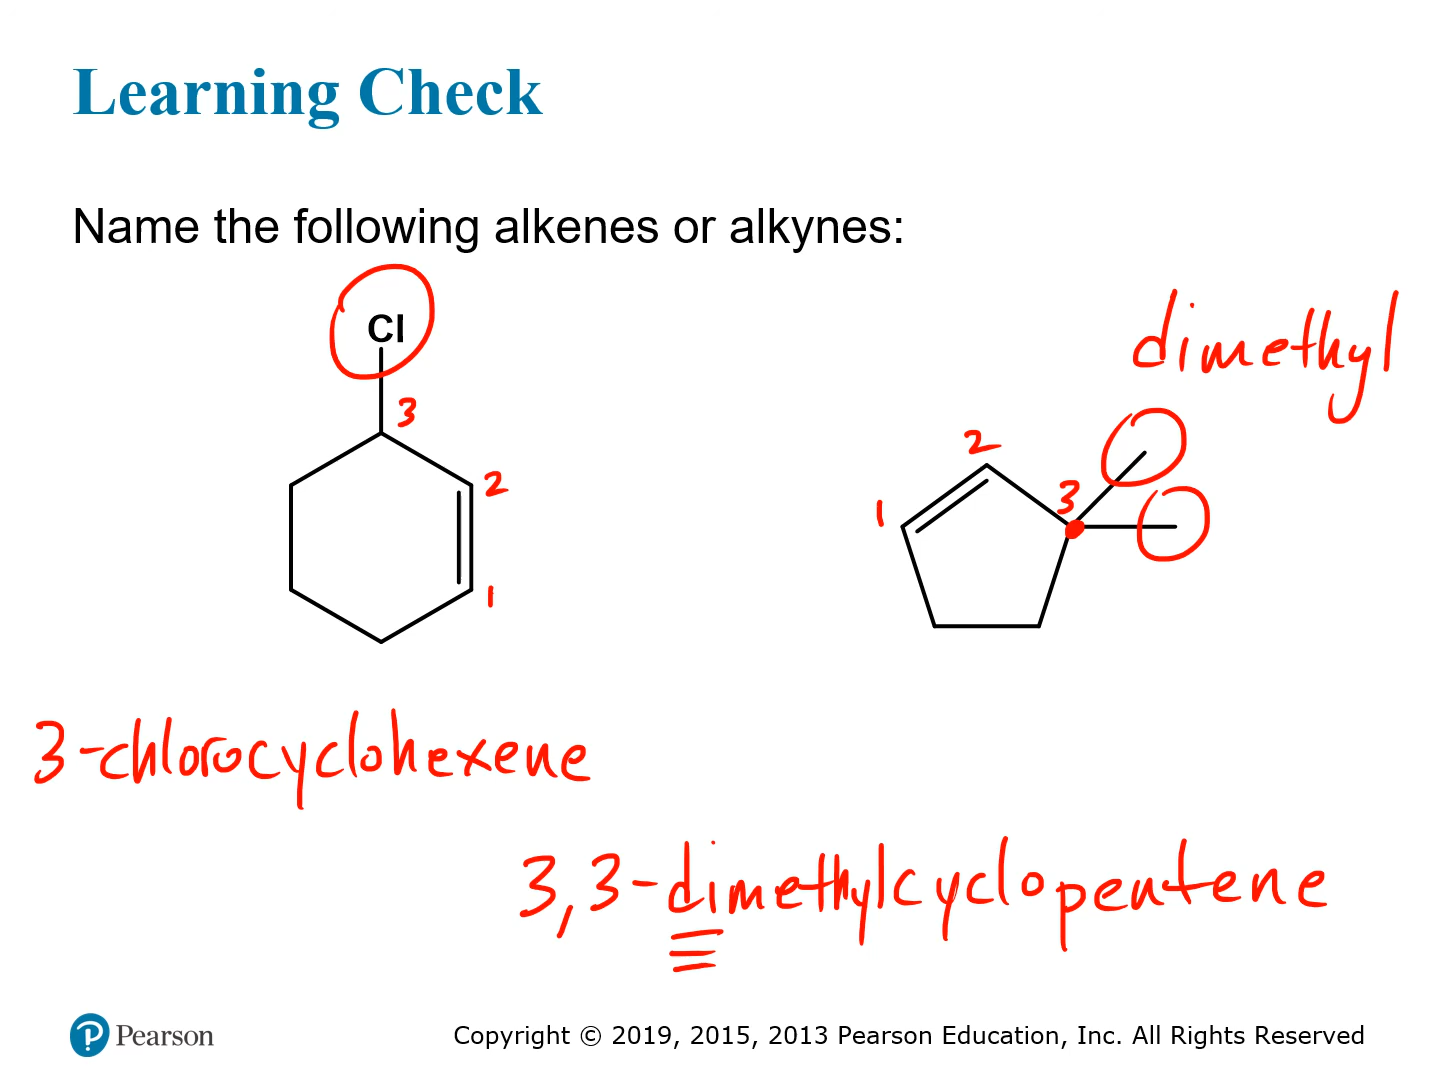 Learning Check
Name the following alkenes or alkynes:
Cl
3
2
1
dimethyl
2
1
3
3-chlorocyclohexene
3,3-dimethylcyclopentene
Pearson
Copyright © 2019, 2015, 2013 Pearson Education, Inc. All Rights Reserved